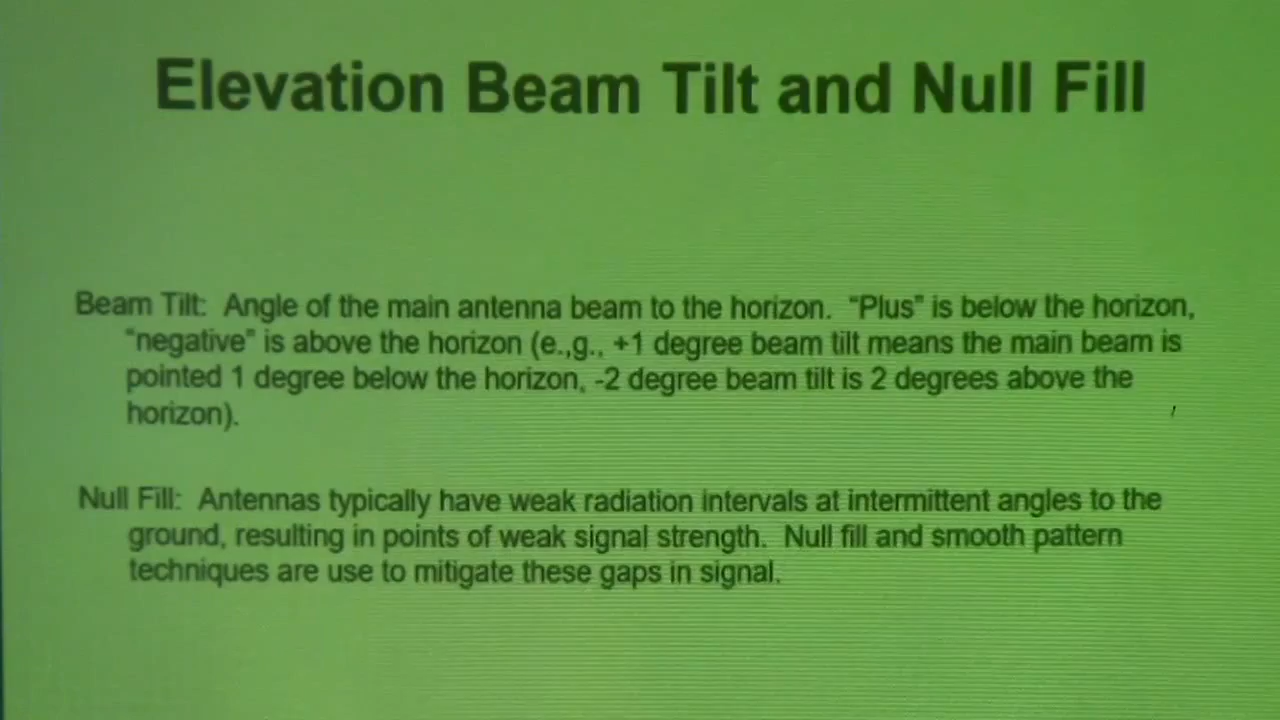 Elevation Beam Tilt and Null Fill
Beam Tilt:  Angle of the main antenna beam to the horizon.  “Plus” is below the horizon,
“negative” is above the horizon (e.,g., +1 degree beam tilt means the main beam is
pointed 1 degree below the horizon, -2 degree beam tilt is 2 degrees above the
horizon).
Null Fill:  Antennas typically have weak radiation intervals at intermittent angles to the
ground, resulting in points of weak signal strength.  Null fill and smooth pattern
techniques are use to mitigate these gaps in signal.